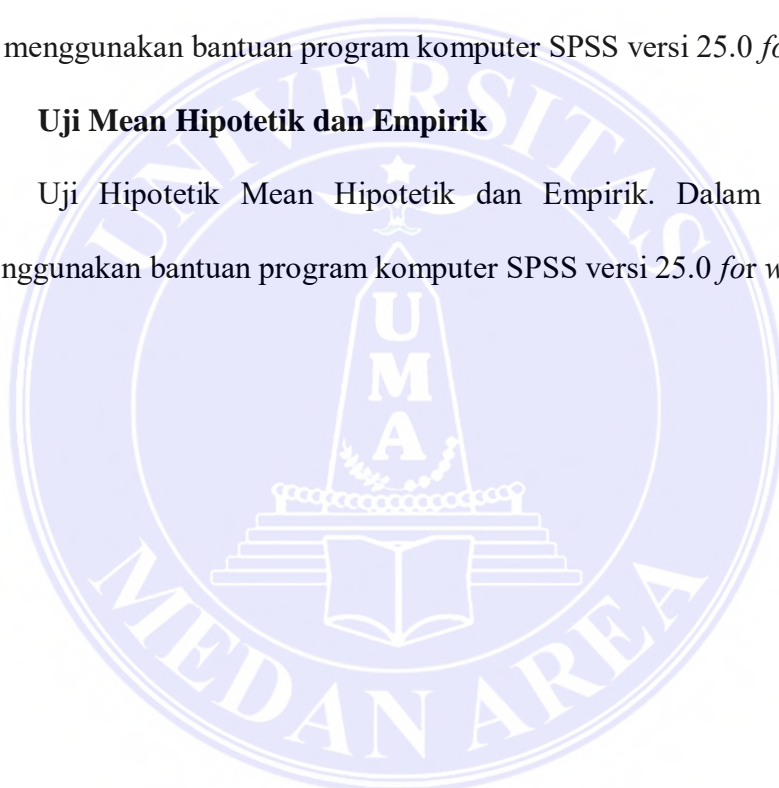 menggunakan bantuan program komputer SPSS versi 25.0
Uji Mean Hipotetik dan Empirik
Uji Hipotetik Mean Hipotetik dan Empirik. Dalam
nggunakan bantuan program komputer SPSS versi 25.0 for
UNIVERSITAS
U
M
A
MEDAN AREA